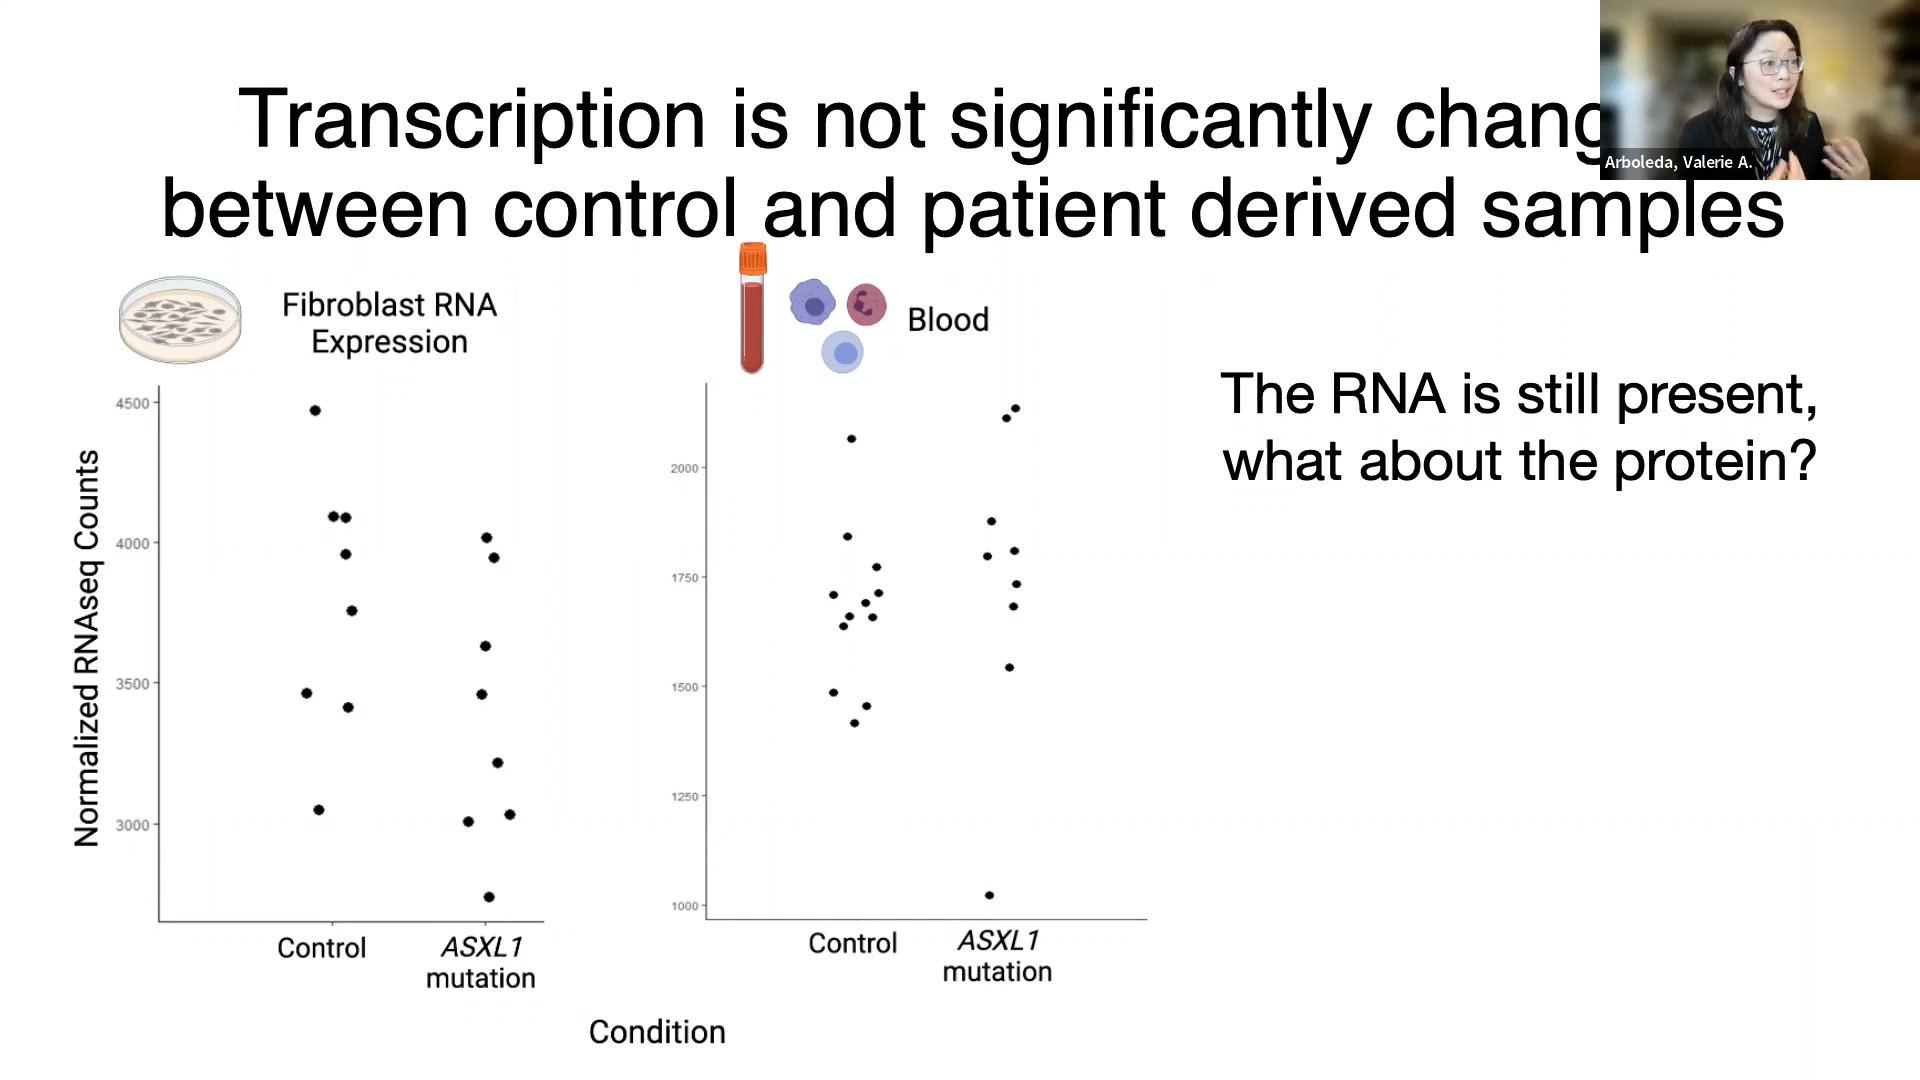 Transcription is not significantly chang
between control and patient derived samples
Arboleda, Valerie A.
Fibroblast RNA
Expression
Blood
The RNA is still present,
what about the protein?
Normalized RNAseq Counts
4500
4000
3500
3000
2000
1750
1500
1250
1000
Control
ASXL1
mutation
Control
ASXL1
mutation
Condition